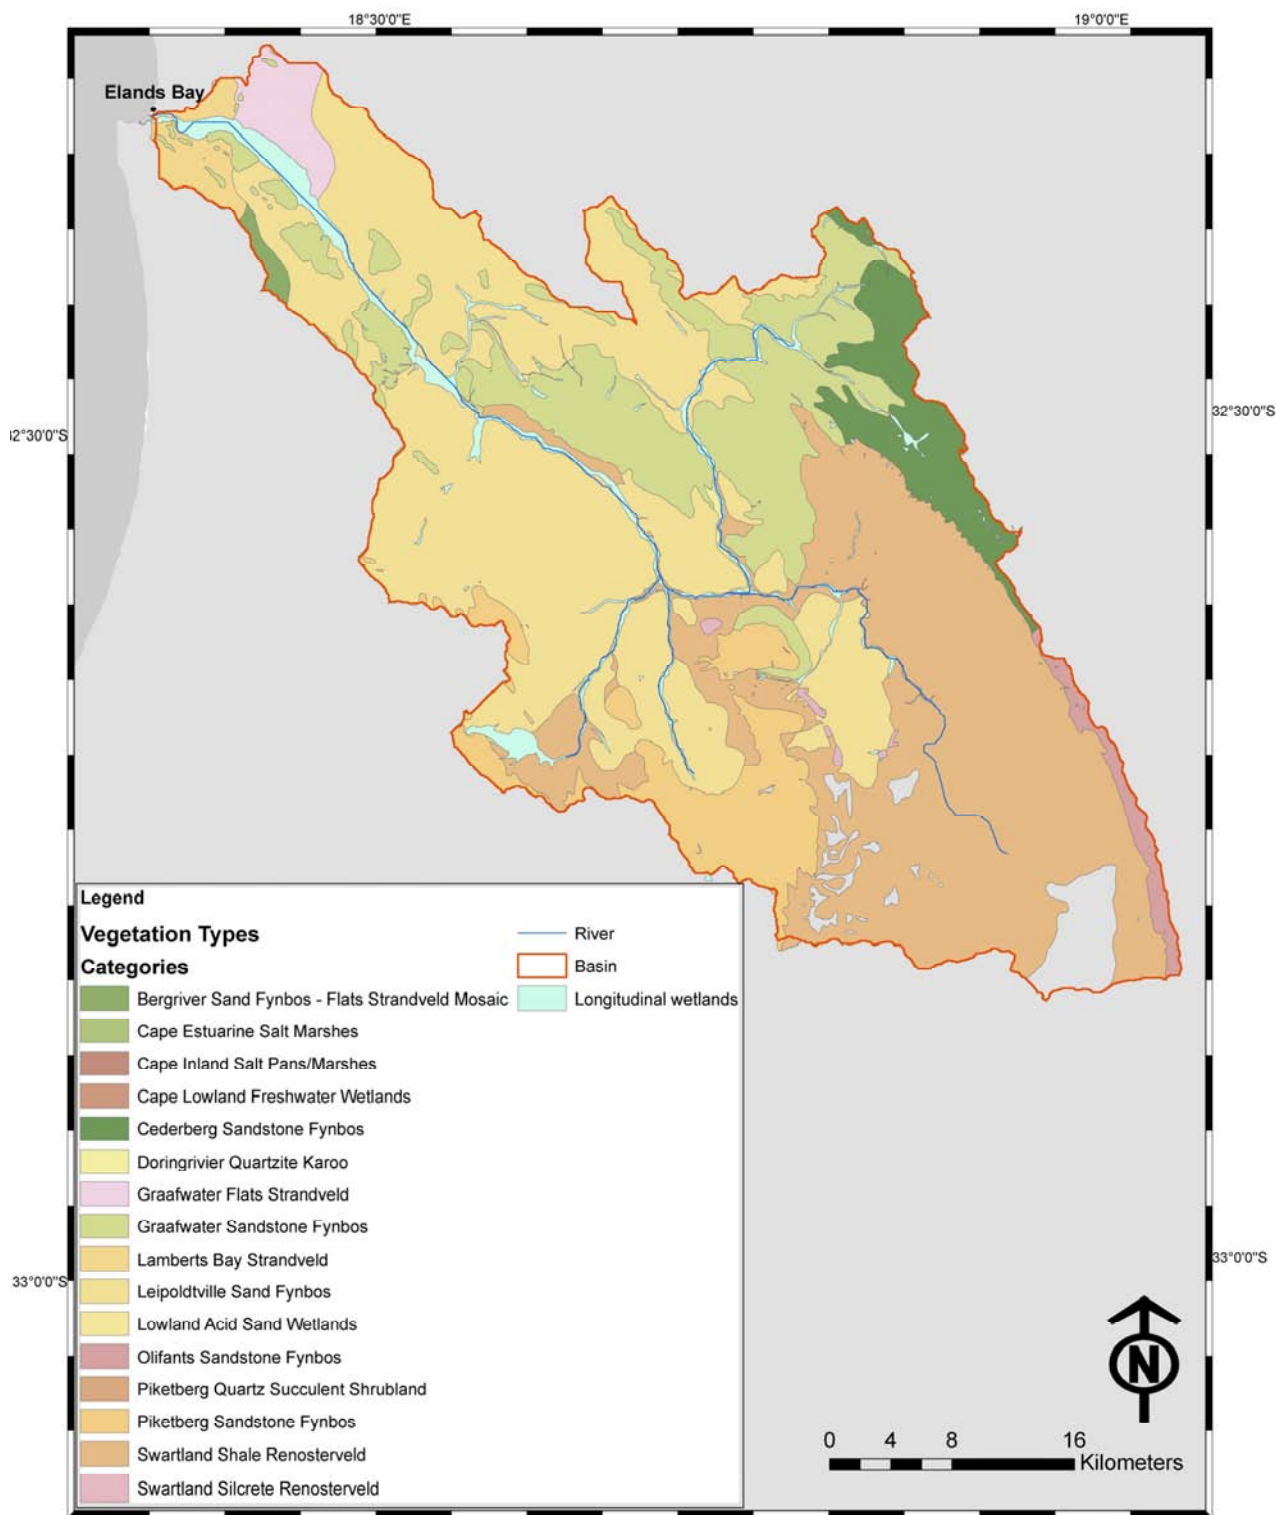 18°30'0"E
19°0'0"E
Elands Bay
32°30'0"S
2°30'0"S
Legend
Vegetation Types
Categories
River
Basin
Longitudinal wetlands
Bergriver Sand Fynbos - Flats Strandveld Mosaic
Cape Estuarine Salt Marshes
Cape Inland Salt Pans/Marshes
Cape Lowland Freshwater Wetlands
Cederberg Sandstone Fynbos
Doringrivier Quartzite Karoo
Graafwater Flats Strandveld
Graafwater Sandstone Fynbos
Lamberts Bay Strandveld
Leipoldtville Sand Fynbos
Lowland Acid Sand Wetlands
Olifants Sandstone Fynbos
Piketberg Quartz Succulent Shrubland
Piketberg Sandstone Fynbos
Swartland Shale Renosterveld
Swartland Silcrete Renosterveld
33°0'0"S
33°0'0"S
N
0 4 8 16
Kilometers